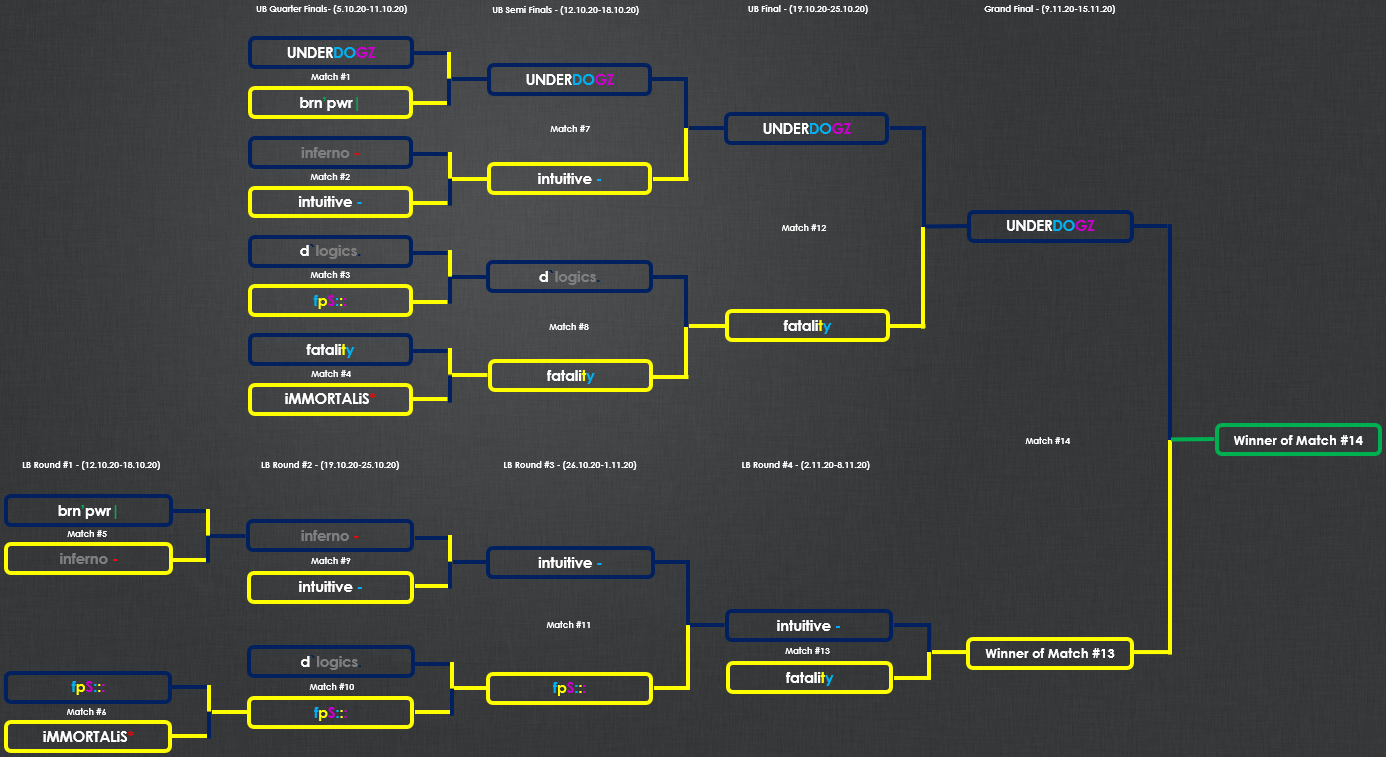 UB Quarter Finals- (5.10.20-11.10.20)
UB Semi Finals - (12.10.20-18.10.20)
UB Final - (19.10.20-25.10.20)
Grand Final - (9.11.20-15.11.20)
UNDERDOGZ
Match #1
brn'pwr|
inferno -
Match #2
intuitive -
d`logics.
Match #3
fpS:::
fatality
Match #4
iMMORTALiS*
UNDERDOGZ
Match #7
intuitive -
d`logics.
Match #8
fatality
UNDERDOGZ
Match #12
fatality
UNDERDOGZ
Match #14
Winner of Match #14
LB Round #1 - (12.10.20-18.10.20)
LB Round #2 - (19.10.20-25.10.20)
LB Round #3 - (26.10.20-1.11.20)
LB Round #4 - (2.11.20-8.11.20)
brn'pwr|
Match #5
inferno -
fpS:::
Match #6
iMMORTALiS*
inferno -
Match #9
intuitive -
d`logics
Match #10
fpS:::
intuitive -
Match #11
fpS:::
intuitive -
Match #13
fatality
Winner of Match #13